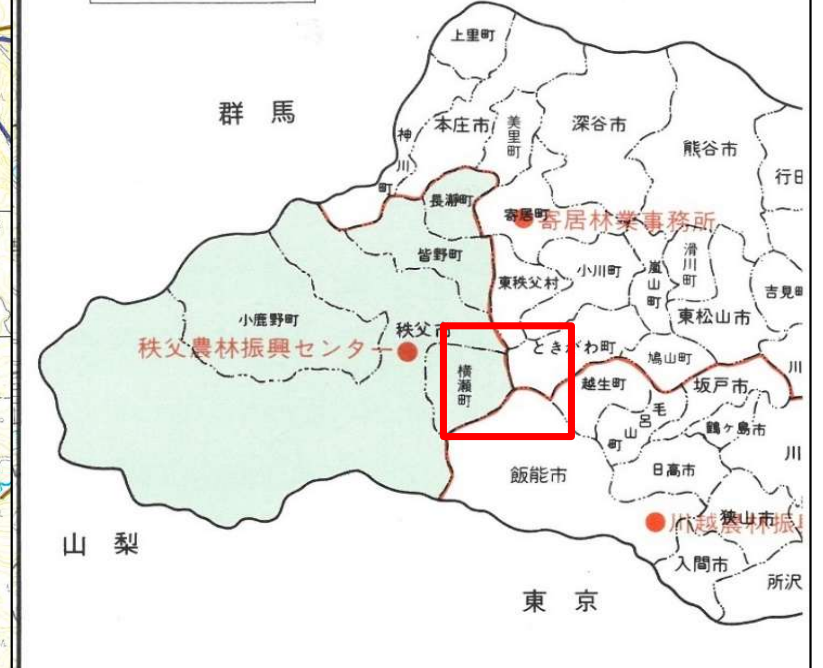 上里町
群馬
神川町
本庄市
美里町
深谷市
熊谷市
行田
長瀞町
寄居町
寄居林業事務所
皆野町
東秩父村
小川町
嵐山町
滑川町
吉見町
東松山市
小鹿野町
秩父市
秩父農林振興センター
ときがわ町
鳩山町
川
横瀬町
越生町
坂戸市
毛呂山町
鶴ヶ島市
川
飯能市
日高市
狭山市
川越農林振
入間市
所沢
山梨
東京